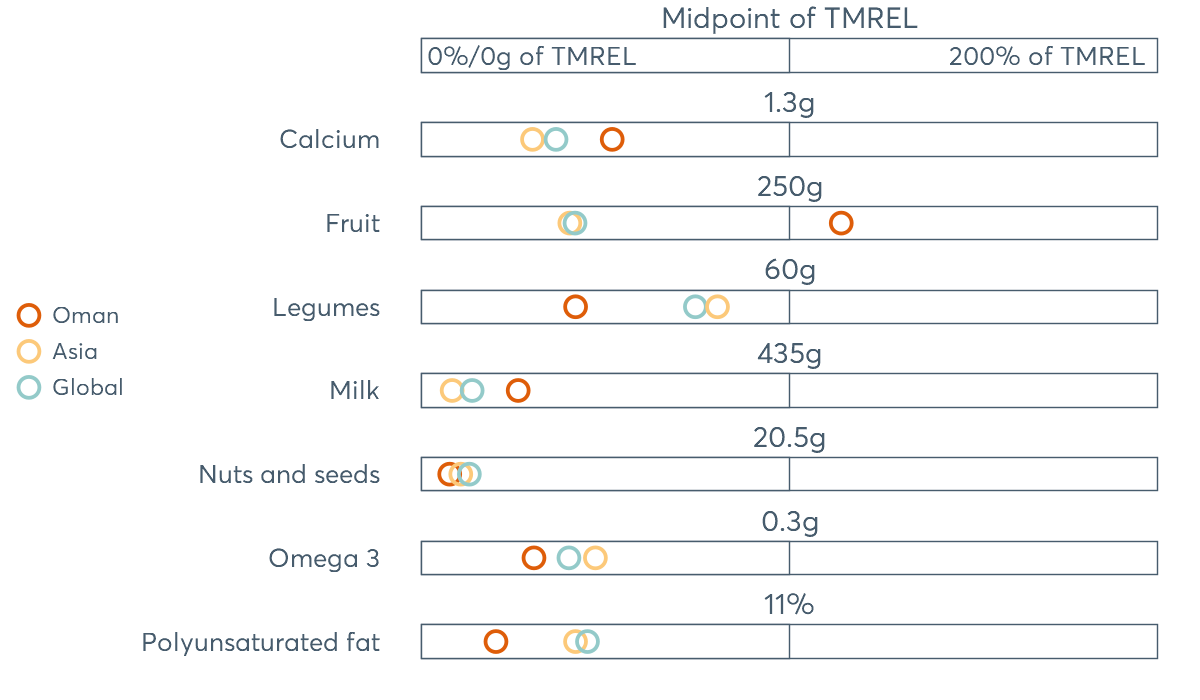 Midpoint of TMREL
0%/0g of TMREL
200% of TMREL
1.3g
Calcium
250g
Fruit
60g
Legumes
435g
Milk
20.5g
Nuts and seeds
0.3g
Omega 3
11%
Polyunsaturated fat
Oman
Asia
Global